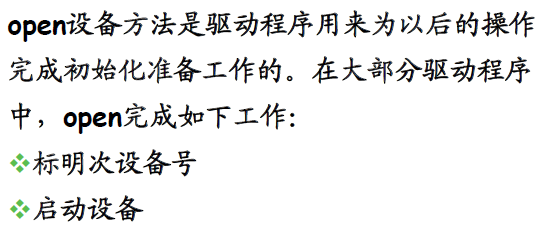 open设备方法是驱动程序用来为以后的操作
完成初始化准备工作的。在大部分驱动程序
中，open完成如下工作：
❖标明次设备号
❖启动设备